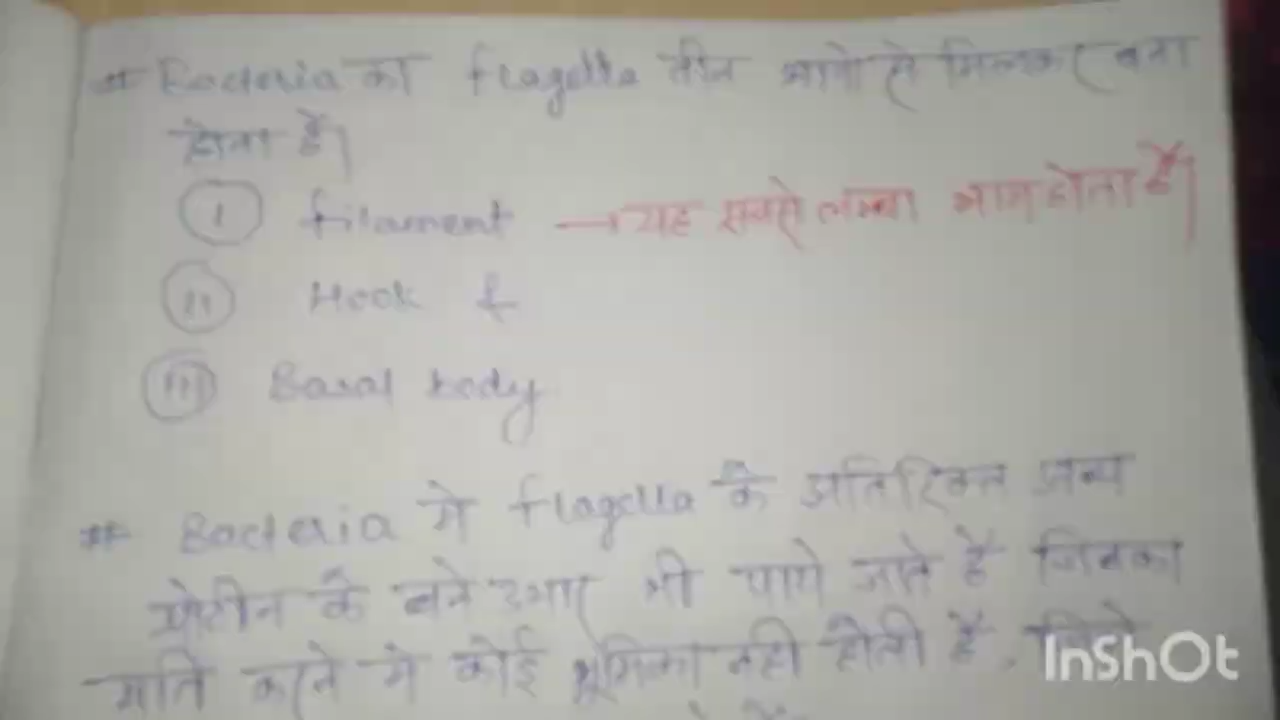 # Bacteria का flagella तीन भागो से मिलकर बना
होता है।
(I) filament → यह सबसे लम्बा भाग होता है।
(II) Hook &
(III) Basal body
# Bacteria मे flagella के अतिरिक्त अन्य
प्रोटीन के बने उभार भी पाये जाते है जिनका
गति करने मे कोई भूमिका नही होती है, जिसे
InShOt